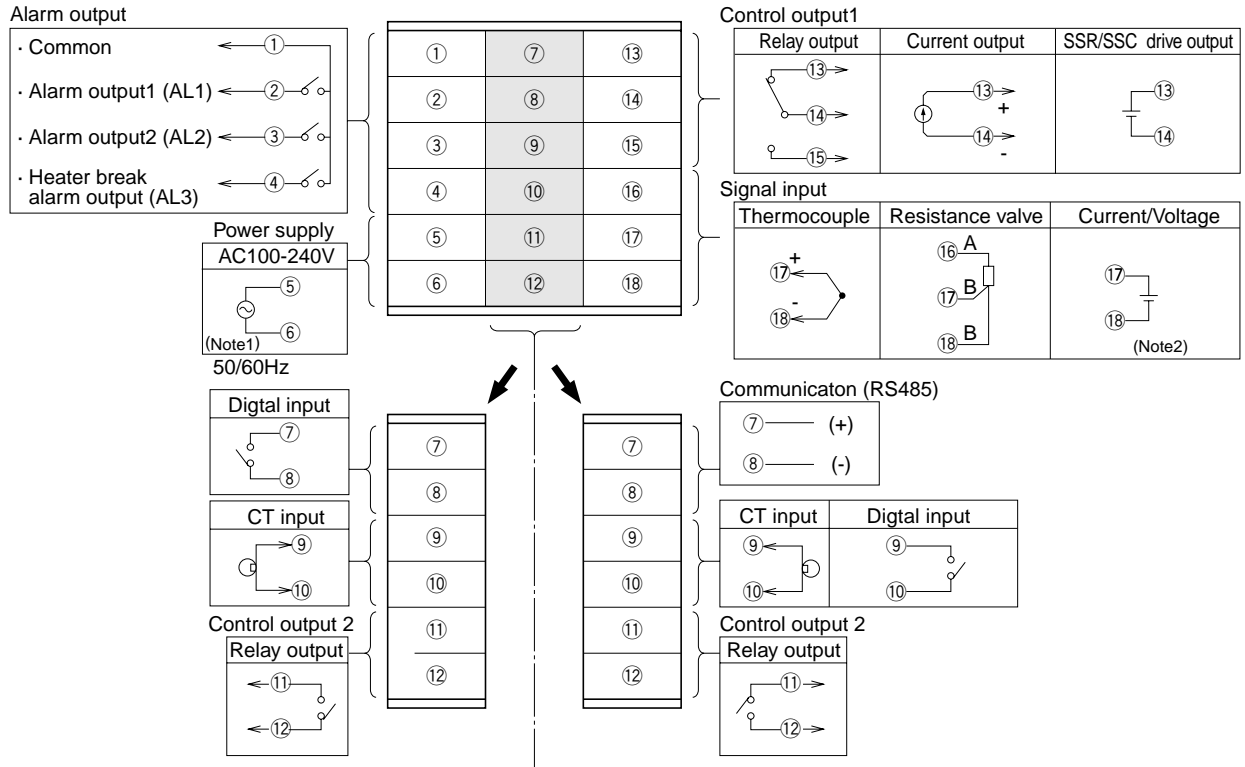 Alarm output
· Common ①
· Alarm output1 (AL1) ②
· Alarm output2 (AL2) ③
· Heater break
alarm output (AL3) ④
Power supply
AC100-240V
⑤
⑥
(Note1)
50/60Hz
① ⑦ ⑬
② ⑧ ⑭
③ ⑨ ⑮
④ ⑩ ⑯
⑤ ⑪ ⑰
⑥ ⑫ ⑱
Control output1
Relay output Current output SSR/SSC drive output
⑬ ⑬ + ⑬
⑭ ⑭ - ⑭
⑮
Signal input
Thermocouple Resistance valve Current/Voltage
⑯ A
⑰ + ⑰ B ⑰
⑱ - ⑱ B ⑱
(Note2)
Digtal input
⑦
⑧
CT input
⑨
⑩
Control output 2
Relay output
⑪
⑫
⑦
⑧
⑨
⑩
⑪
⑫
⑦
⑧
⑨
⑩
⑪
⑫
Communicaton (RS485)
⑦ (+)
⑧ (-)
CT input Digtal input
⑨ ⑨
⑩ ⑩
Control output 2
Relay output
⑪
⑫